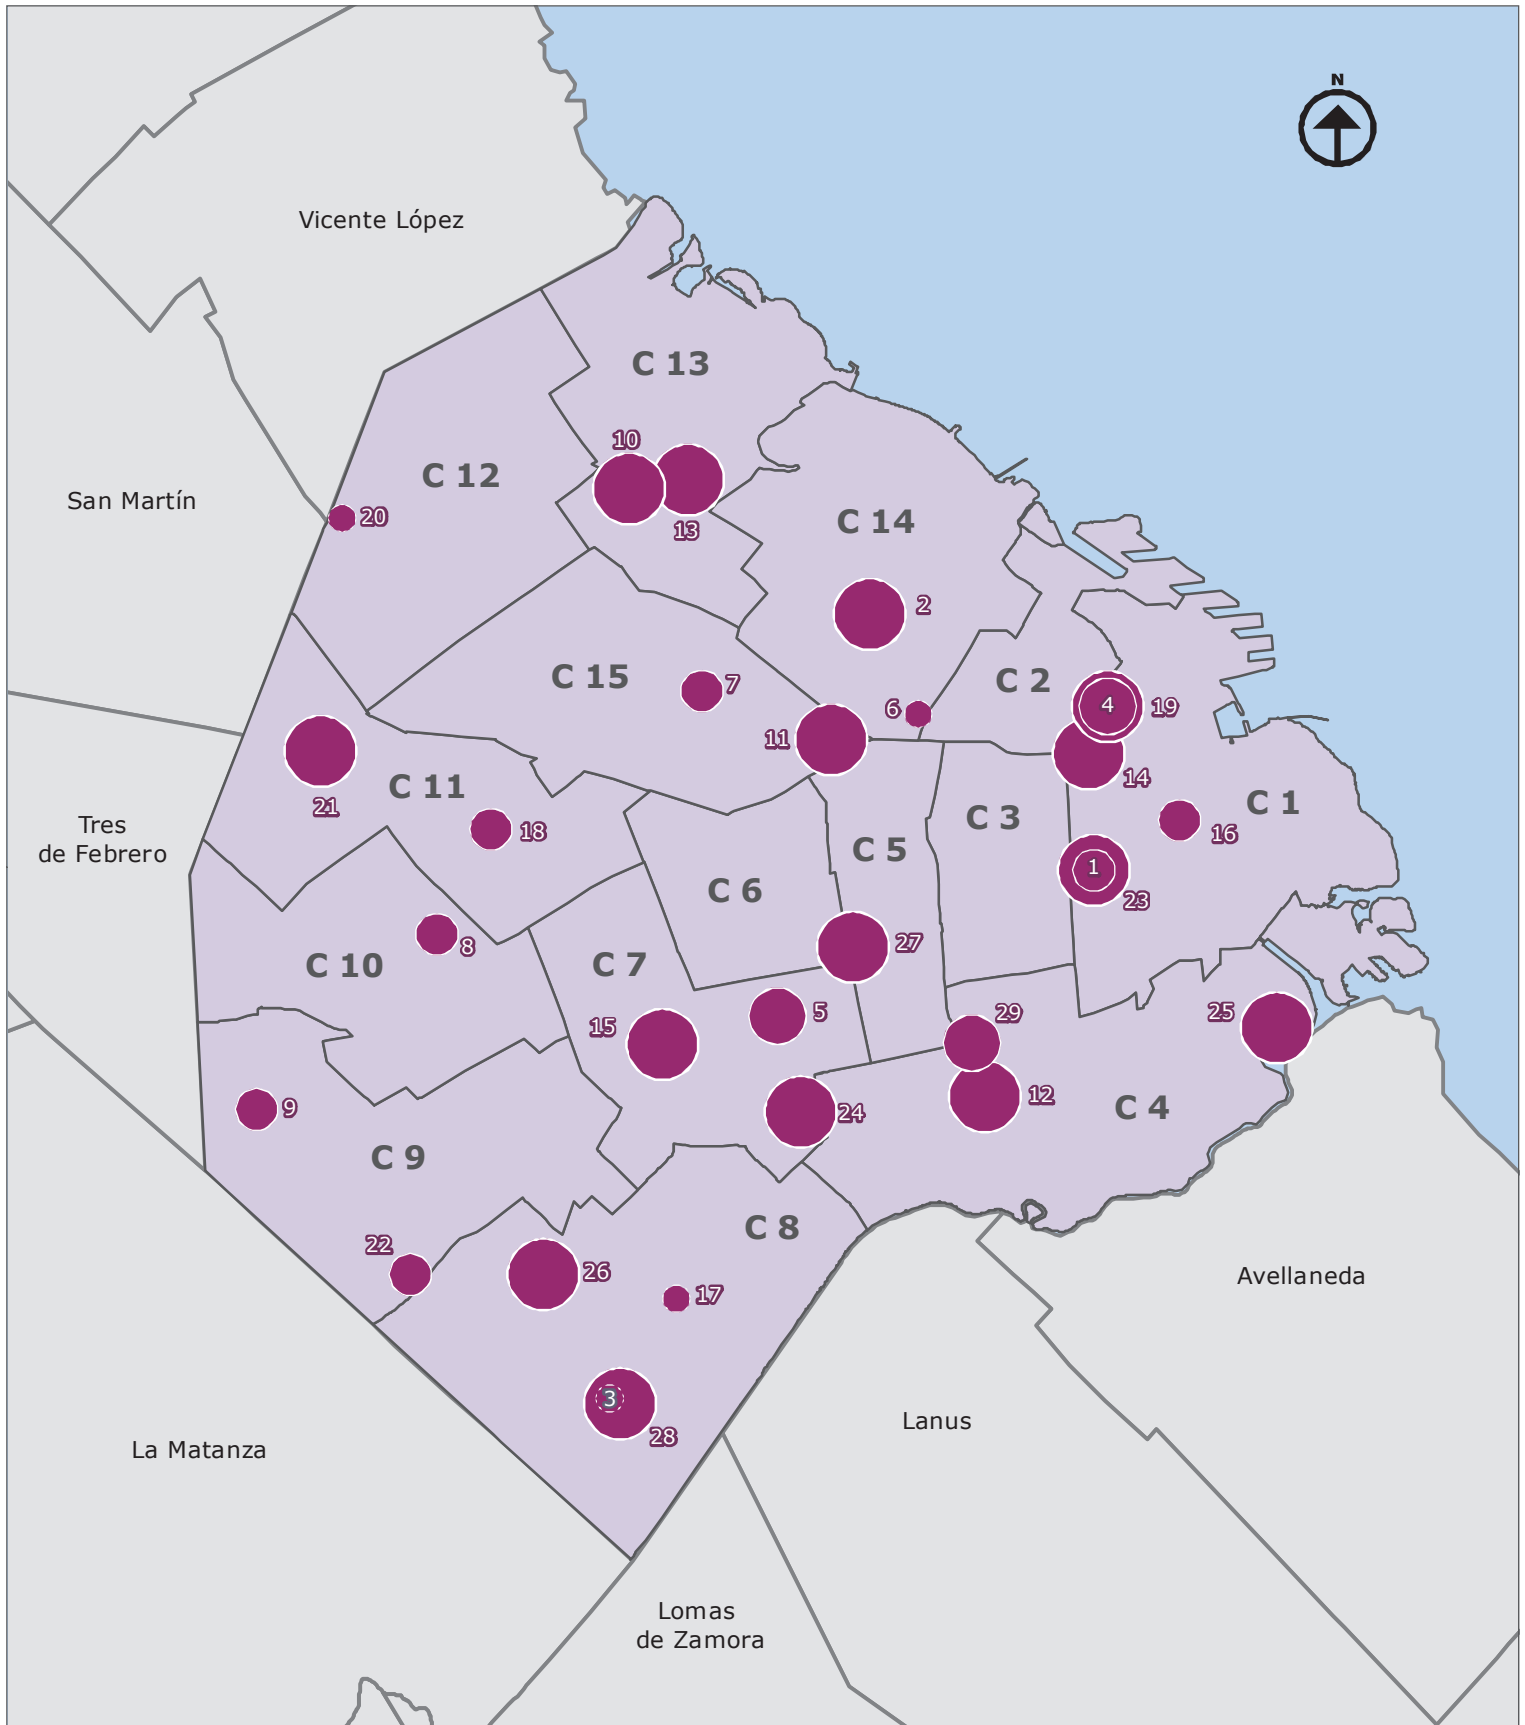 N
Vicente López
C 13
10
C 12
San Martín
20
13
C 14
2
C 15
7
C 2
6
4
19
11
14
21
C 11
18
C 3
C 1
16
Tres
de Febrero
C 5
1
23
C 6
27
8
C 10
C 7
15
5
29
25
9
24
12
C 4
C 9
C 8
22
26
17
Avellaneda
3
28
Lanus
La Matanza
Lomas
de Zamora